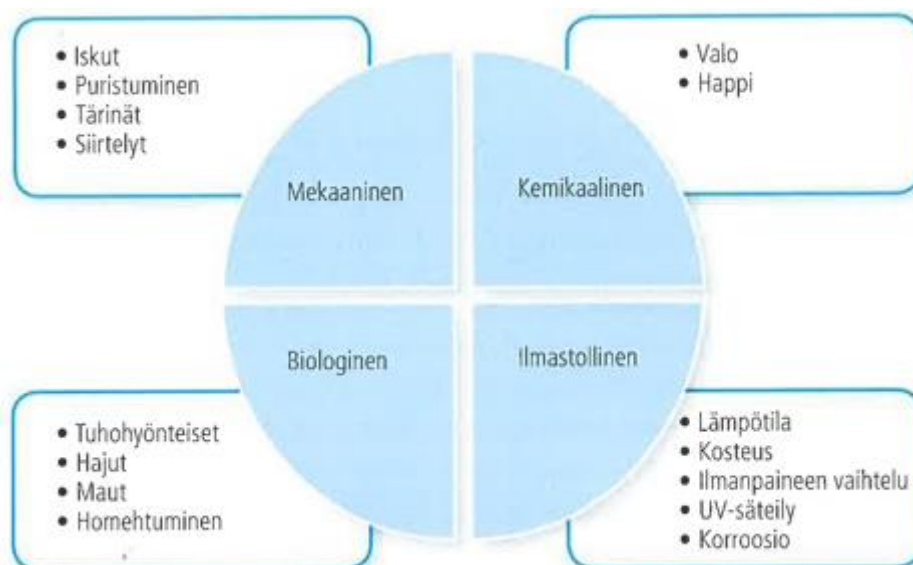 • Iskut
• Puristuminen
• Tärinät
• Siirtelyt
• Valo
• Happi
Mekaaninen
Kemikaalinen
Biologinen
Ilmastollinen
• Tuhohyönteiset
• Hajut
• Maut
• Homehtuminen
• Lämpötila
• Kosteus
• Ilmanpaineen vaihtelu
• UV-säteily
• Korroosio